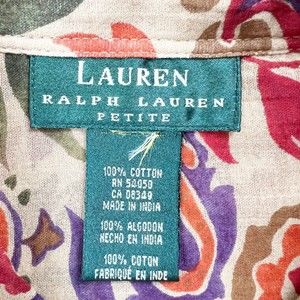 LAUREN
RALPH LAUREN
PETITE
100% COTTON
RN 54050
CA 08349
MADE IN INDIA
100% ALGODON
HECHO EN INDIA
100% COTON
FABRIQUÉ EN INDE